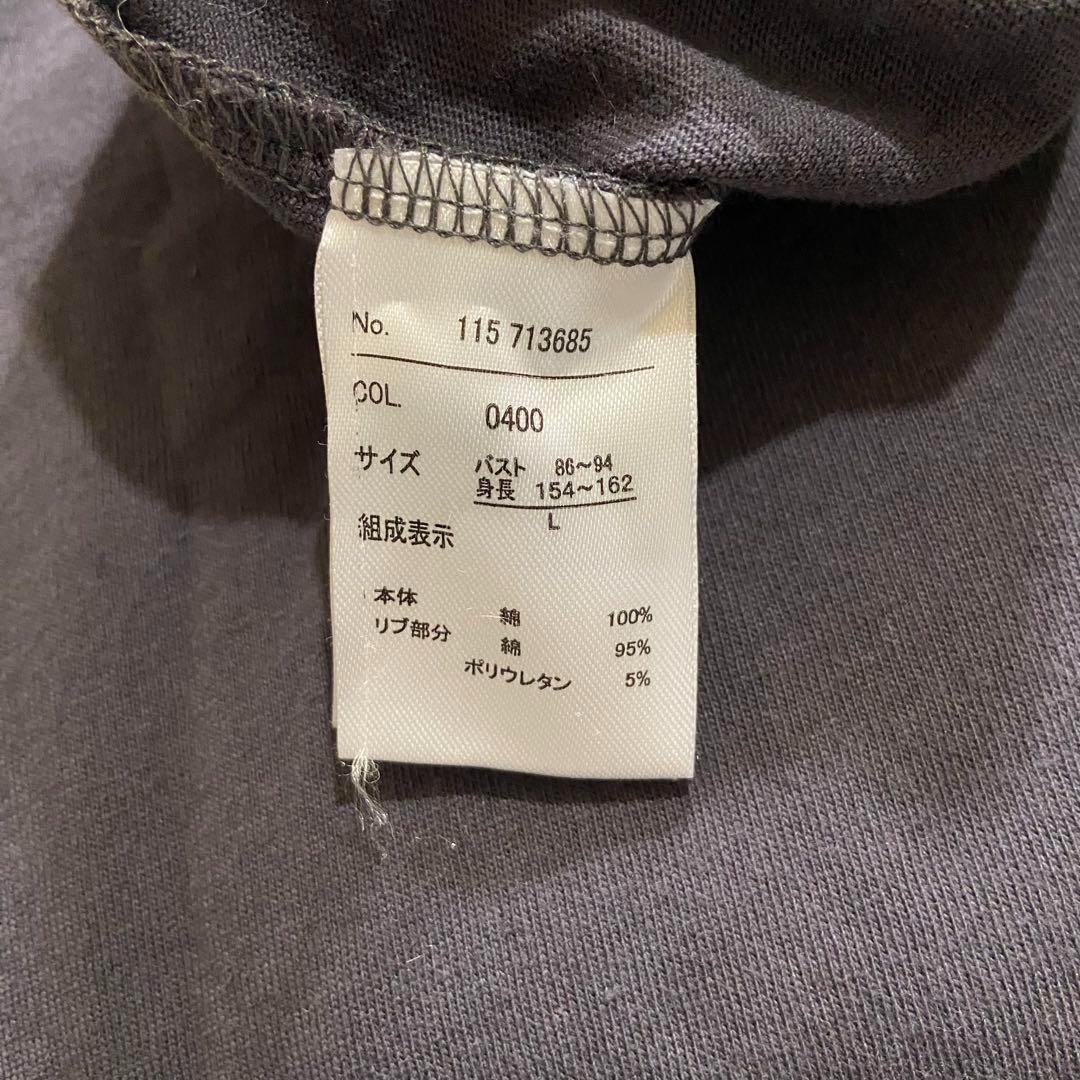 No. 115 713685
COL. 0400
サイズ バスト 86～94
身長 154～162
L
組成表示
本体 綿 100%
リブ部分 綿 95%
ポリウレタン 5%